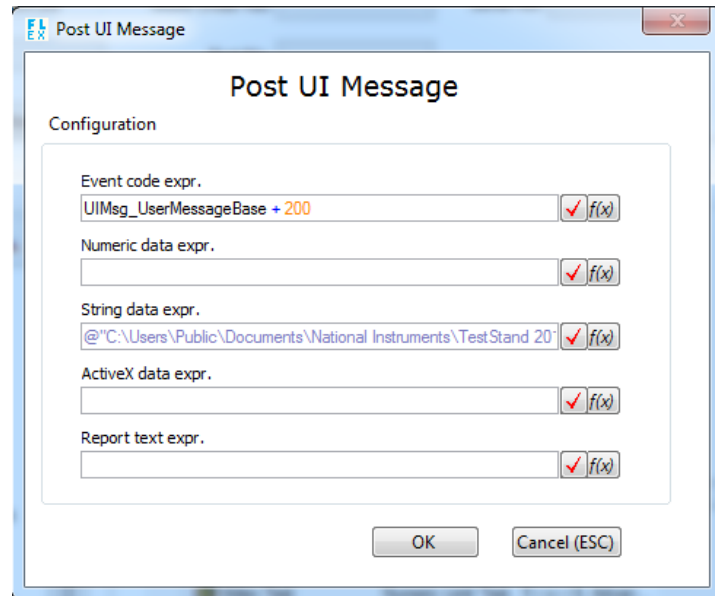 FL
EX
Post UI Message
Post UI Message
Configuration
Event code expr.
UIMsg_UserMessageBase + 200
f(x)
Numeric data expr.
f(x)
String data expr.
@"C:\Users\Public\Documents\National Instruments\TestStand 20
f(x)
ActiveX data expr.
f(x)
Report text expr.
f(x)
OK
Cancel (ESC)